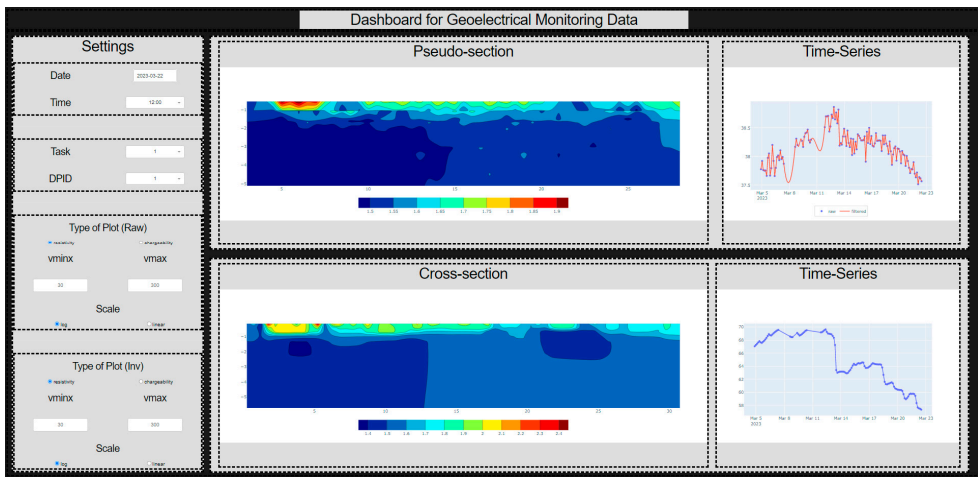 Dashboard for Geoelectrical Monitoring Data
Settings
Date 2023-03-22
Time 12:00
Task 1
DPID 1
Type of Plot (Raw)
resistivity chargeability
vminx vmax
30 300
Scale
log linear
Type of Plot (Inv)
resistivity chargeability
vminx vmax
30 300
Scale
log linear
Pseudo-section
5 10 15 20 25
1.5 1.55 1.6 1.65 1.7 1.75 1.8 1.85 1.9
Time-Series
38.5
38
37.5
Mar 5 Mar 8 Mar 11 Mar 14 Mar 17 Mar 20 Mar 23
2023
raw filtered
Cross-section
5 10 15 20 25 30
1.4 1.5 1.6 1.7 1.8 1.9 2 2.1 2.2 2.3 2.4
Time-Series
70
68
66
64
62
60
58
Mar 5 Mar 8 Mar 11 Mar 14 Mar 17 Mar 20 Mar 23
2023